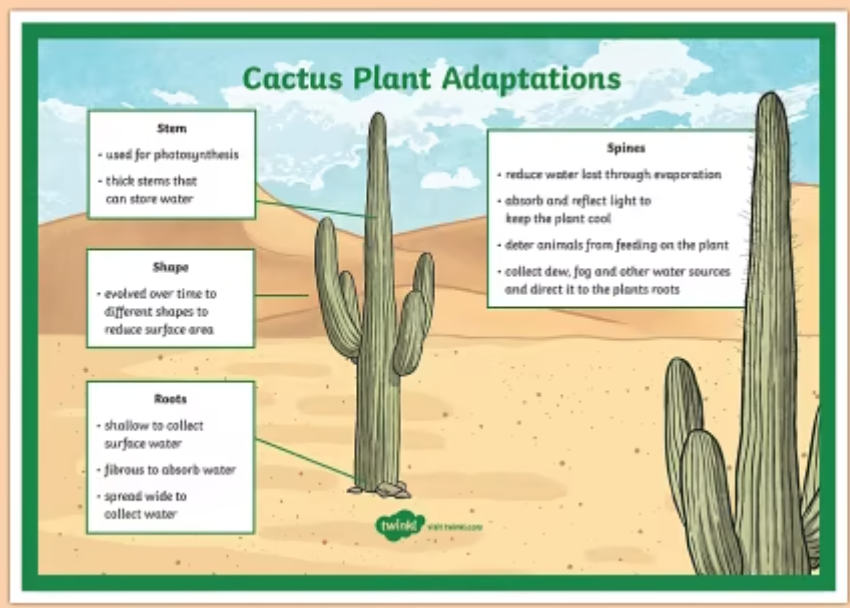 Cactus Plant Adaptations
Stem
- used for photosynthesis
- thick stems that
can store water
Shape
- evolved over time to
different shapes to
reduce surface area
Roots
- shallow to collect
surface water
- fibrous to absorb water
- spread wide to
collect water
Spines
- reduce water lost through evaporation
- absorb and reflect light to
keep the plant cool
- deter animals from feeding on the plant
- collect dew, fog and other water sources
and direct it to the plants roots
twinkl visit twinkl.com